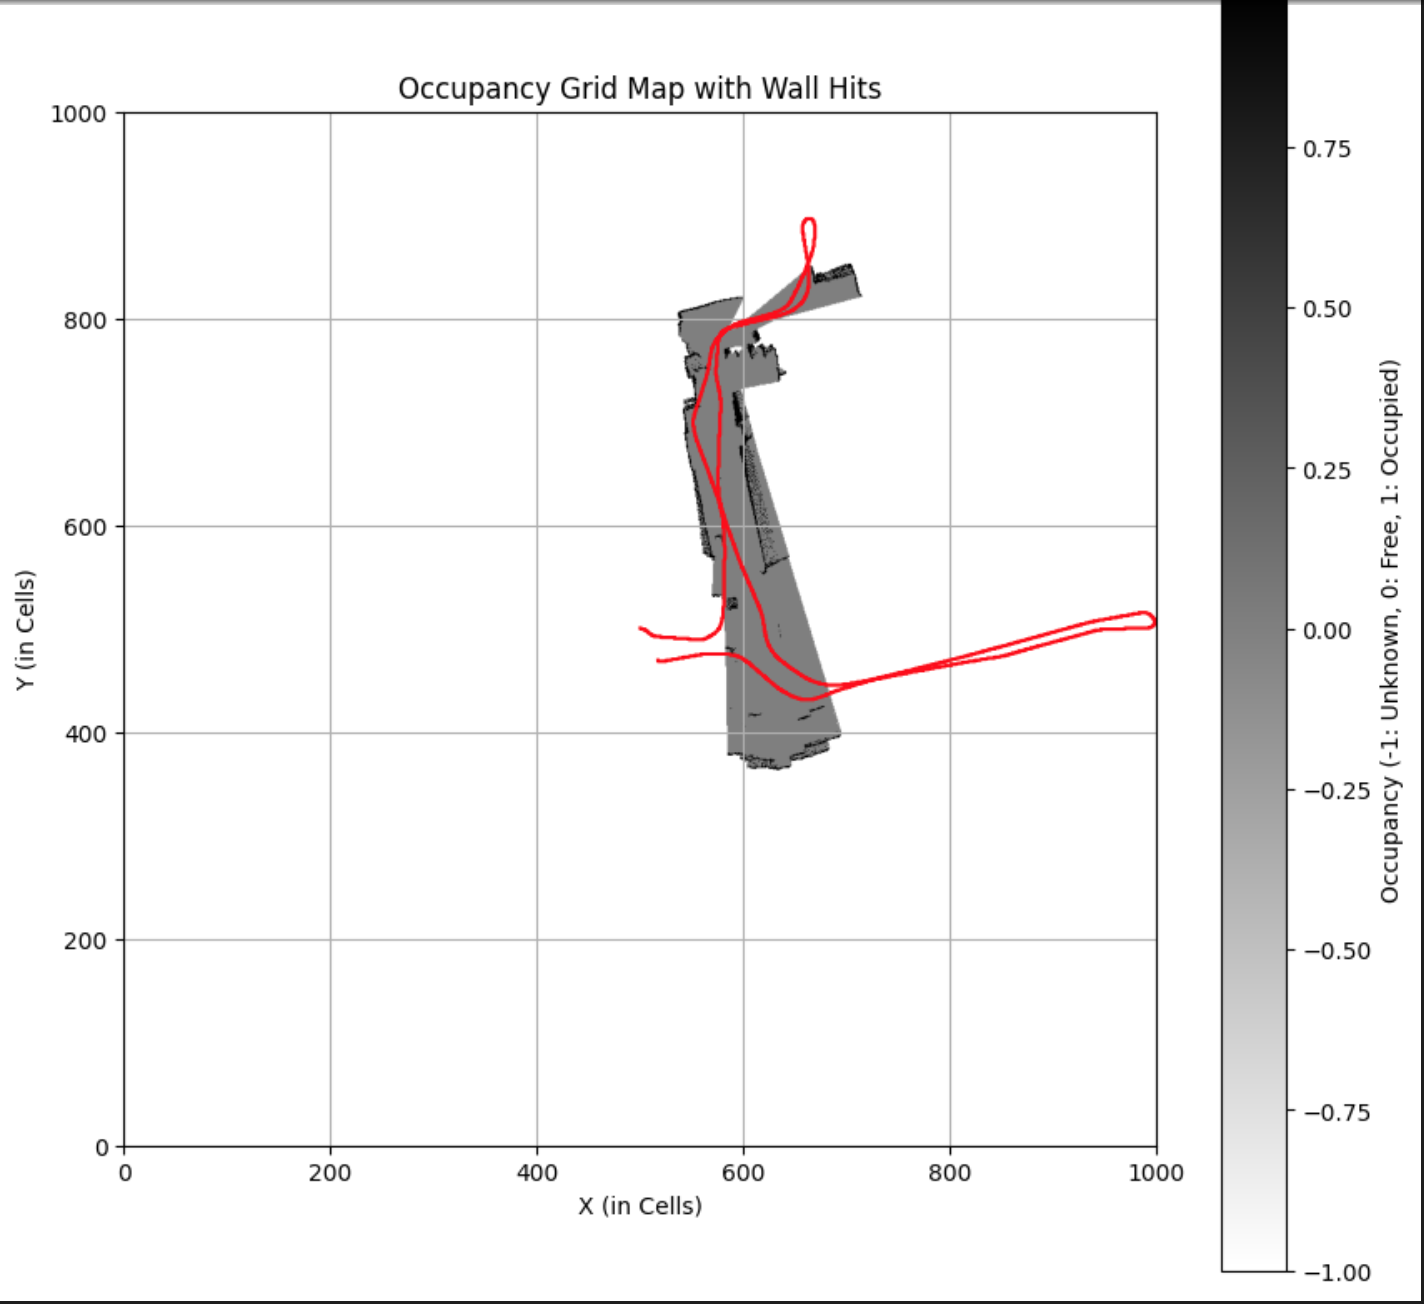 Occupancy Grid Map with Wall Hits
1000
800
600
400
200
0
Y (in Cells)
0 200 400 600 800 1000
X (in Cells)
0.75
0.50
0.25
0.00
−0.25
−0.50
−0.75
−1.00
Occupancy (-1: Unknown, 0: Free, 1: Occupied)